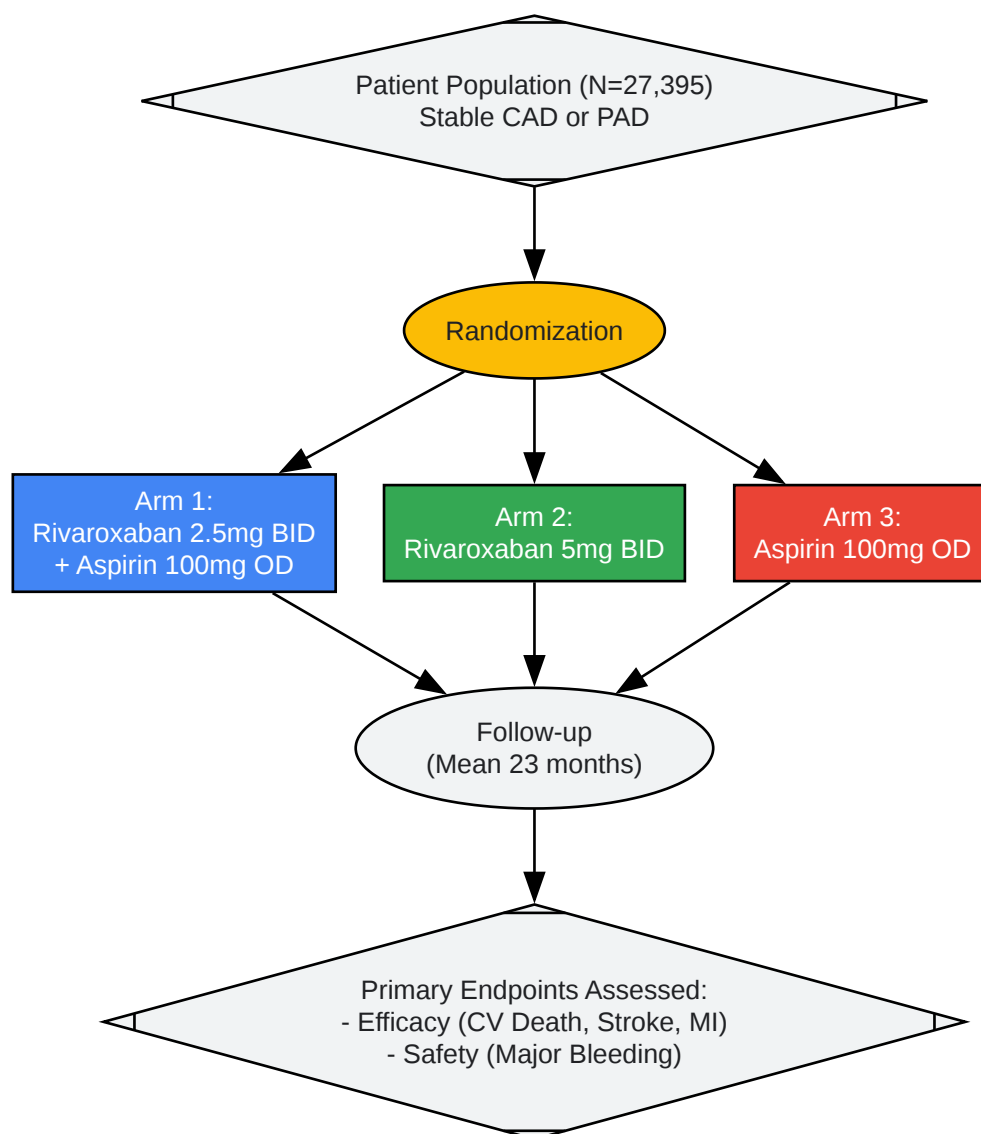 Patient Population (N=27,395)
Stable CAD or PAD
Randomization
Arm 1:
Rivaroxaban 2.5mg BID
+ Aspirin 100mg OD
Arm 2:
Rivaroxaban 5mg BID
Arm 3:
Aspirin 100mg OD
Follow-up
(Mean 23 months)
Primary Endpoints Assessed:
- Efficacy (CV Death, Stroke, MI)
- Safety (Major Bleeding)